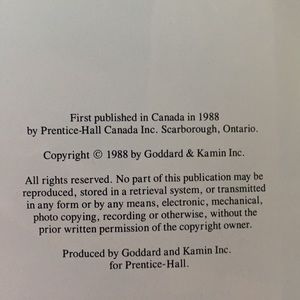 First published in Canada in 1988
by Prentice-Hall Canada Inc. Scarborough, Ontario.
Copyright © 1988 by Goddard & Kamin Inc.
All rights reserved. No part of this publication may be
reproduced, stored in a retrieval system, or transmitted
in any form or by any means, electronic, mechanical,
photo copying, recording or otherwise, without the
prior written permission of the copyright owner.
Produced by Goddard and Kamin Inc.
for Prentice-Hall.